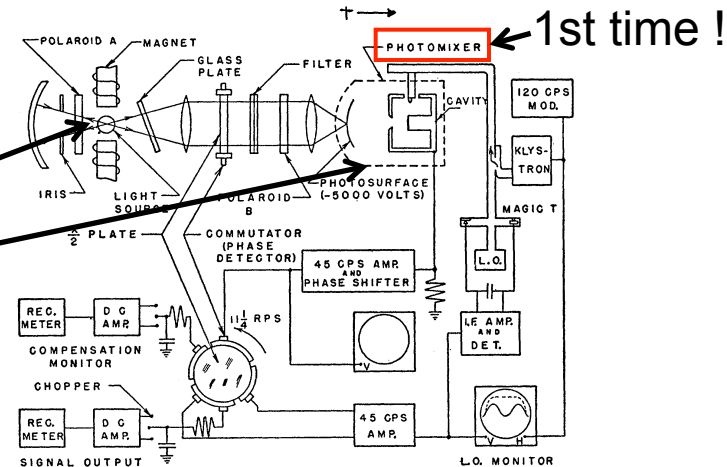 1st time !
POLAROID A
MAGNET
GLASS
PLATE
FILTER
PHOTOMIXER
CAVITY
120 CPS
MOD.
KLYS-
TRON
MAGIC T
L.O.
I.F. AMP.
AND
DET.
IRIS
LIGHT
SOURCE
POLAROID
B
PHOTOSURFACE
(-5000 VOLTS)
λ/2 PLATE
COMMUTATOR
(PHASE
DETECTOR)
45 CPS AMP.
AND
PHASE SHIFTER
11 1/4 RPS
REC.
METER
D C
AMP.
COMPENSATION
MONITOR
CHOPPER
V
REC.
METER
D C
AMP.
SIGNAL OUTPUT
45 CPS
AMP.
V H
L.O. MONITOR